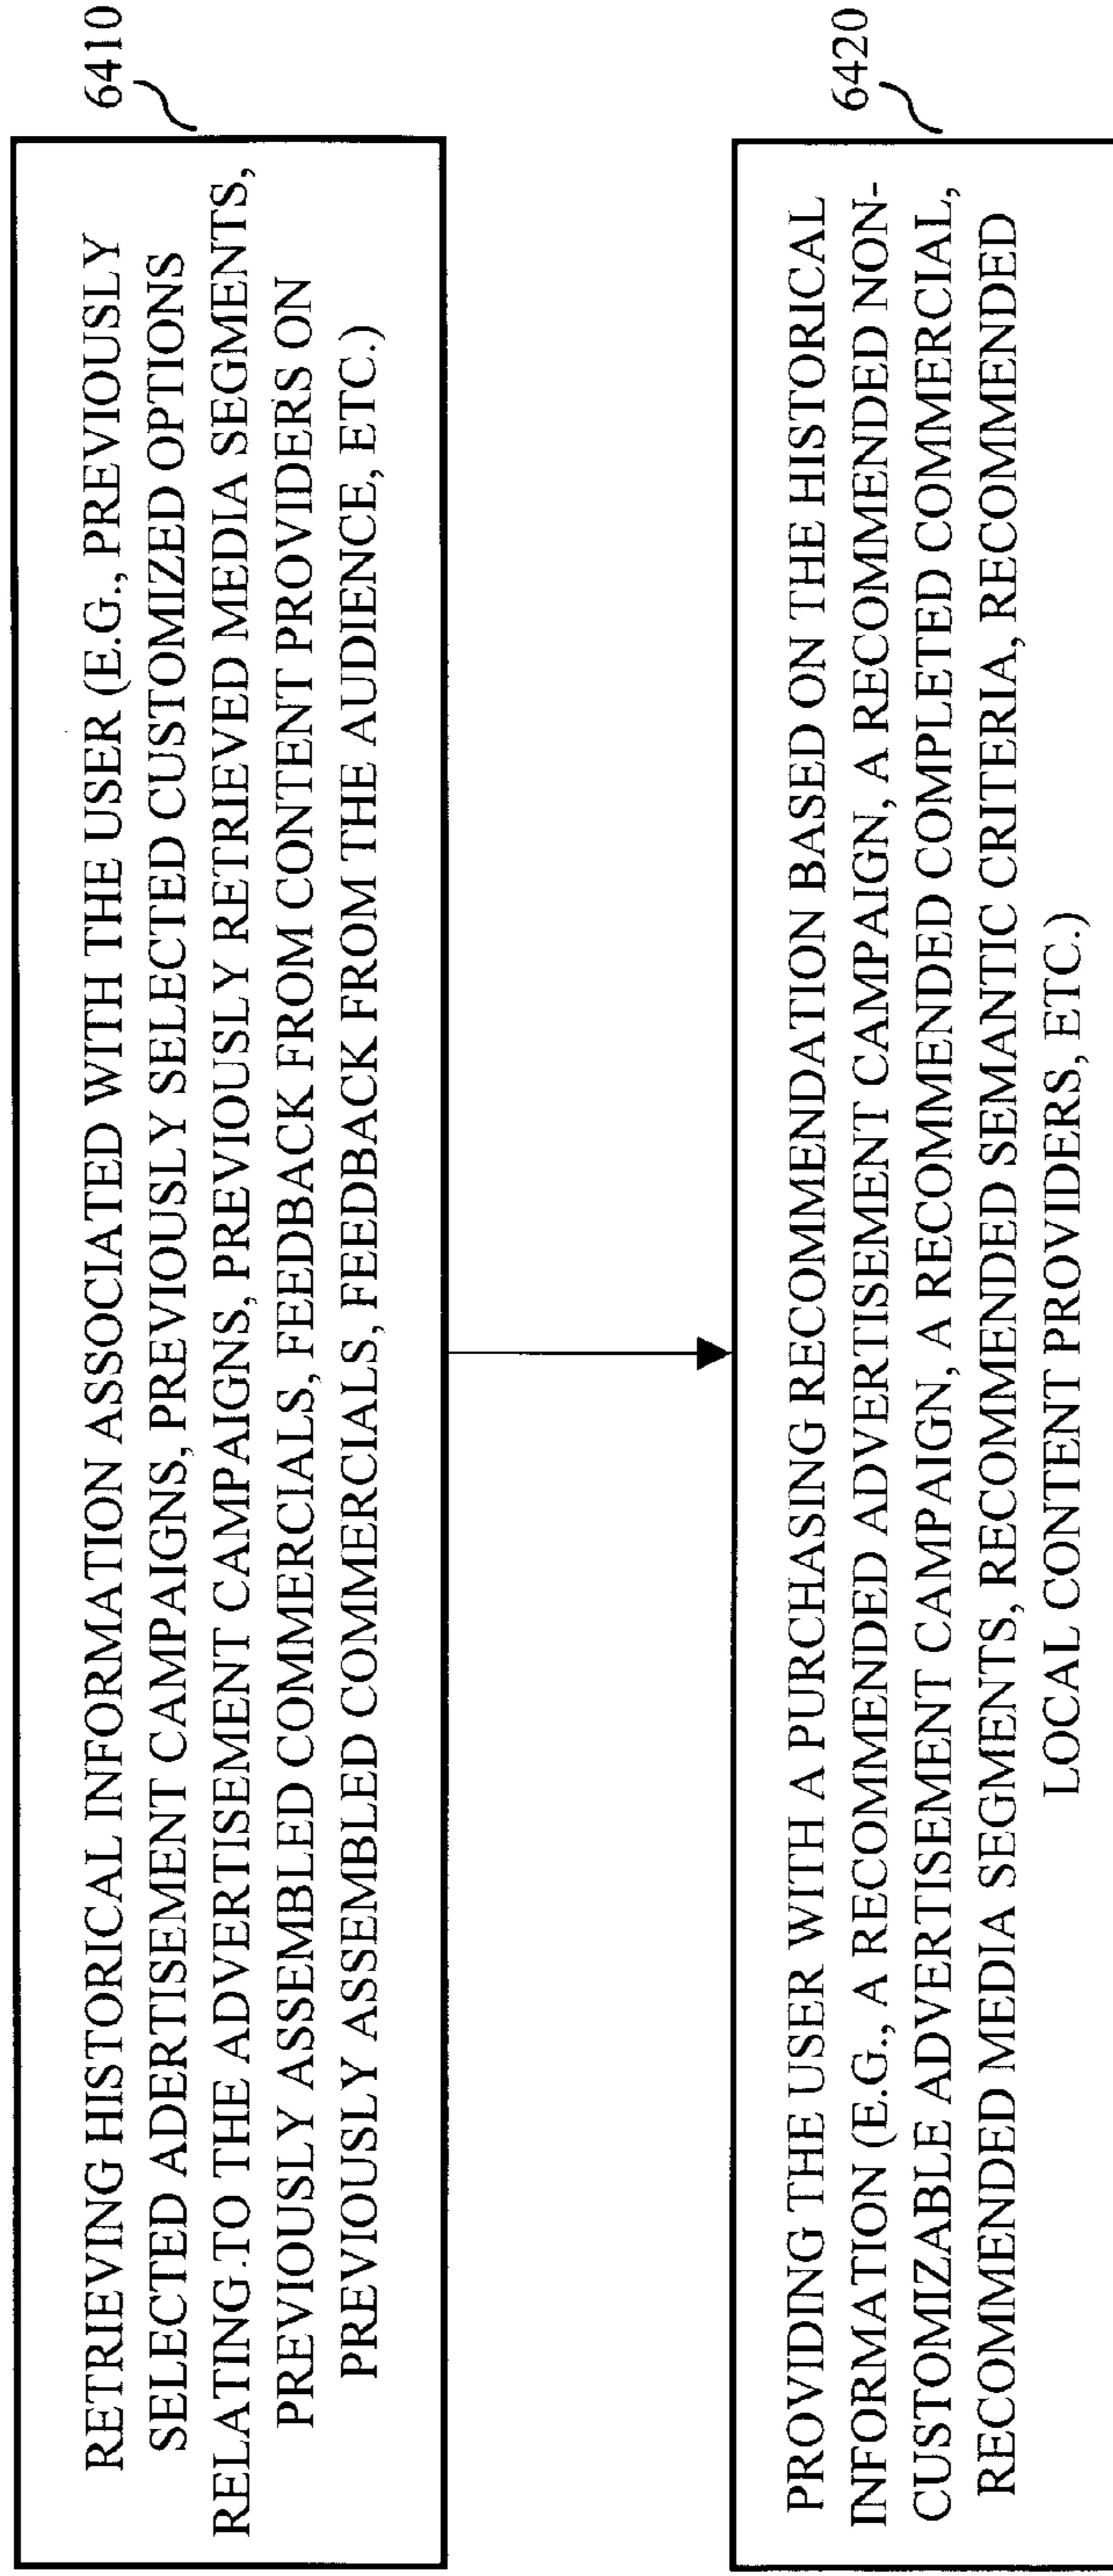 6410
RETRIEVING HISTORICAL INFORMATION ASSOCIATED WITH THE USER (E.G., PREVIOUSLY
SELECTED ADERTISEMENT CAMPAIGNS, PREVIOUSLY SELECTED CUSTOMIZED OPTIONS
RELATING TO THE ADVERTISEMENT CAMPAIGNS, PREVIOUSLY RETRIEVED MEDIA SEGMENTS,
PREVIOUSLY ASSEMBLED COMMERCIALS, FEEDBACK FROM CONTENT PROVIDERS ON
PREVIOUSLY ASSEMBLED COMMERCIALS, FEEDBACK FROM THE AUDIENCE, ETC.)
6420
PROVIDING THE USER WITH A PURCHASING RECOMMENDATION BASED ON THE HISTORICAL
INFORMATION (E.G., A RECOMMENDED ADVERTISEMENT CAMPAIGN, A RECOMMENDED NON-
CUSTOMIZABLE ADVERTISEMENT CAMPAIGN, A RECOMMENDED COMPLETED COMMERCIAL,
RECOMMENDED MEDIA SEGMENTS, RECOMMENDED SEMANTIC CRITERIA, RECOMMENDED
LOCAL CONTENT PROVIDERS, ETC.)